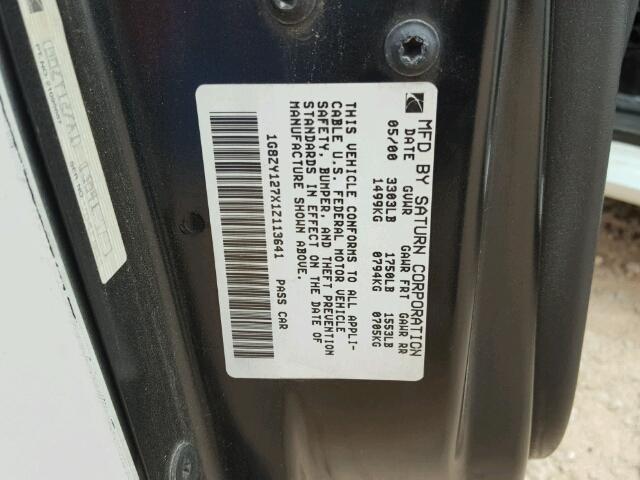 MFD BY SATURN CORPORATION
DATE GVWR GAWR FRT GAWR RR
05/00 3303LB 1750LB 1553LB
1499KG 0794KG 0705KG
THIS VEHICLE CONFORMS TO ALL APPLI-
CABLE U.S. FEDERAL MOTOR VEHICLE
SAFETY, BUMPER, AND THEFT PREVENTION
STANDARDS IN EFFECT ON THE DATE OF
MANUFACTURE SHOWN ABOVE.
1G8ZY127X1Z113641 PASS CAR